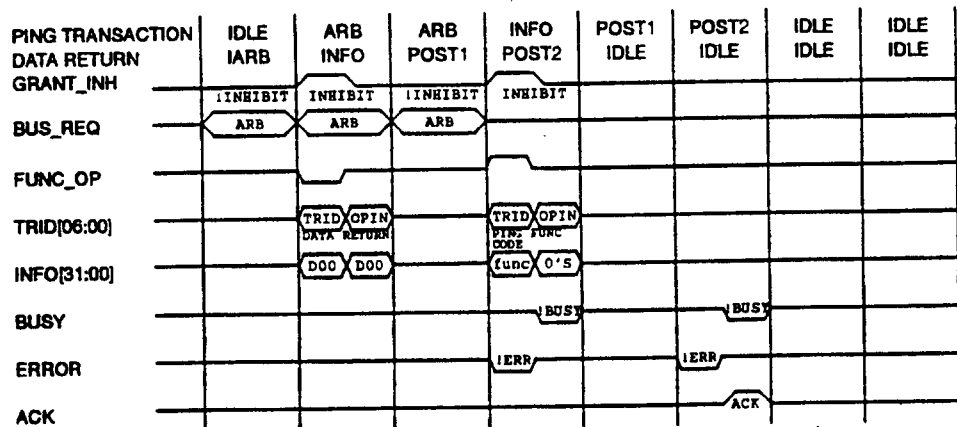 PING TRANSACTION IDLE ARB ARB INFO POST1 POST2 IDLE IDLE
DATA RETURN IARB INFO POST1 POST2 IDLE IDLE IDLE IDLE
GRANT_INH
!INHIBIT INHIBIT !INHIBIT INHIBIT
BUS_REQ ARB ARB ARB
FUNC_OP
TRID[06:00] TRID OPIN TRID OPIN
DATA RETURN PING FUNC
CODE
INFO[31:00] D00 D00 func 0'S
BUSY !BUSY !BUSY
ERROR !ERR !ERR
ACK ACK